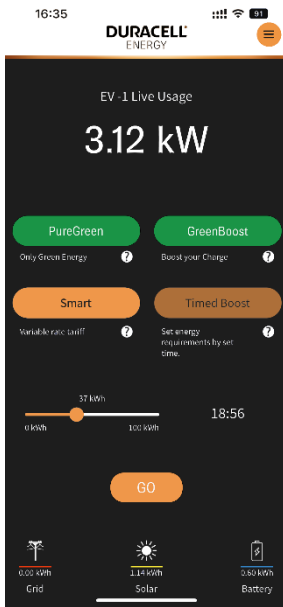 16:35
91
DURACELL
ENERGY
EV -1 Live Usage
3.12 kW
PureGreen
GreenBoost
Only Green Energy
?
Boost your Charge
?
Smart
Timed Boost
Variable rate tariff
?
Set energy
requirements by set
time.
?
37 kWh
18:56
0 kWh
100 kWh
GO
0.00 kWh
1.14 kWh
0.60 kWh
Grid
Solar
Battery